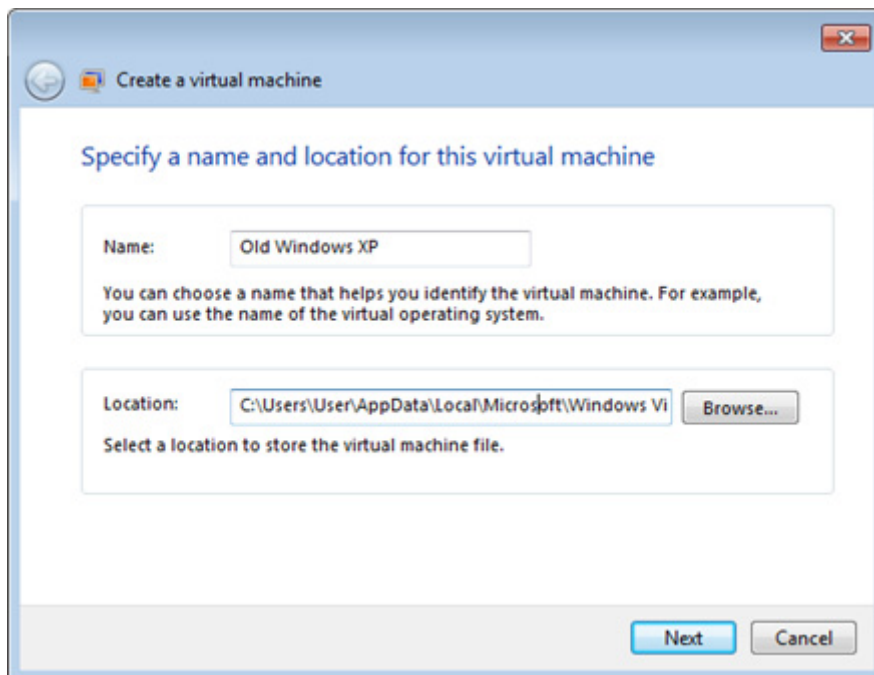 Create a virtual machine
Specify a name and location for this virtual machine
Name: Old Windows XP
You can choose a name that helps you identify the virtual machine. For example,
you can use the name of the virtual operating system.
Location: C:\Users\User\AppData\Local\Microsoft\Windows Vi Browse...
Select a location to store the virtual machine file.
Next Cancel